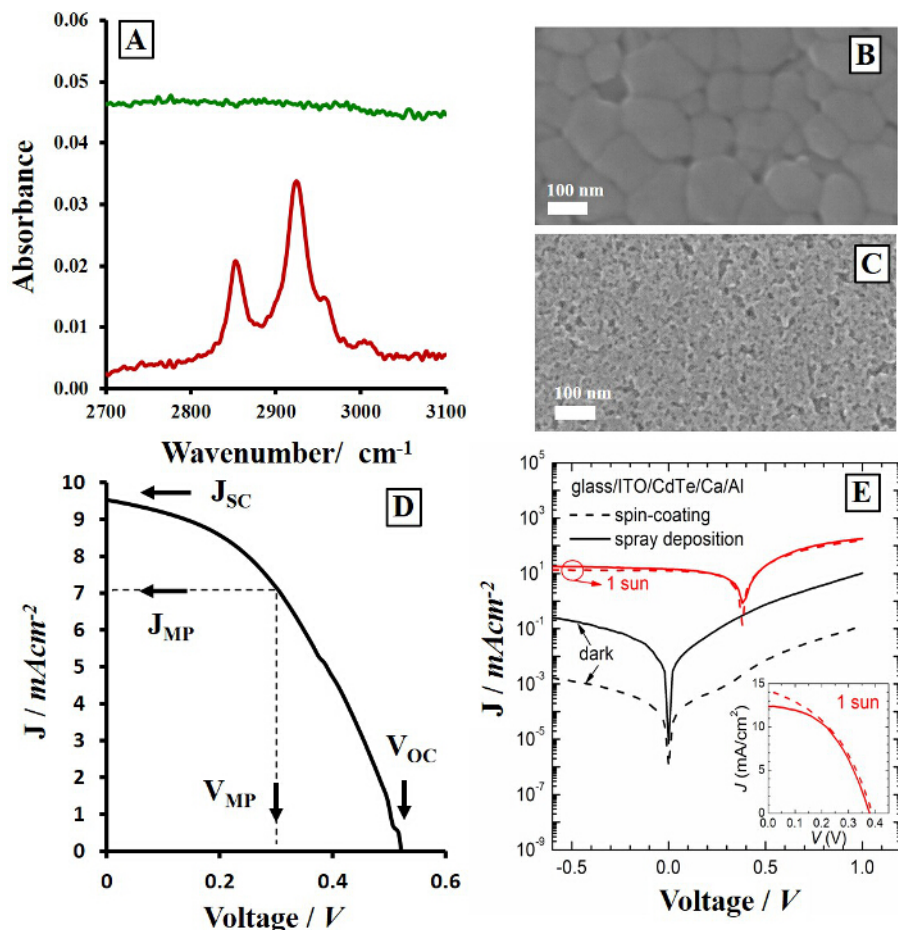 A
0.06
0.05
0.04
0.03
0.02
0.01
0.00
Absorbance
2700 2800 2900 3000 3100
Wavenumber/ cm⁻¹
B
100 nm
C
100 nm
D
10
9
8
7
6
5
4
3
2
1
0
J / mAcm⁻²
J_SC
J_MP
V_MP
V_OC
0 0.2 0.4 0.6
Voltage / V
E
10⁵
10³
10¹
10⁻¹
10⁻³
10⁻⁵
10⁻⁷
10⁻⁹
J / mAcm⁻²
glass/ITO/CdTe/Ca/Al
spin-coating
spray deposition
1 sun
dark
15
10
5
0
J (mA/cm²)
1 sun
0.0 0.1 0.2 0.3 0.4
V (V)
-0.5 0.0 0.5 1.0
Voltage / V